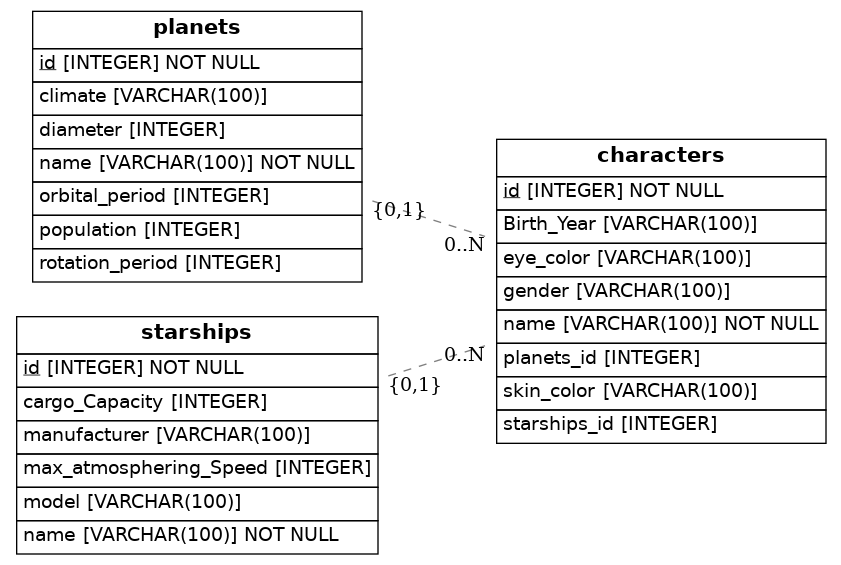 planets
id [INTEGER] NOT NULL
climate [VARCHAR(100)]
diameter [INTEGER]
name [VARCHAR(100)] NOT NULL
orbital_period [INTEGER]
population [INTEGER]
rotation_period [INTEGER]
{0,1}
0..N
characters
id [INTEGER] NOT NULL
Birth_Year [VARCHAR(100)]
eye_color [VARCHAR(100)]
gender [VARCHAR(100)]
name [VARCHAR(100)] NOT NULL
planets_id [INTEGER]
skin_color [VARCHAR(100)]
starships_id [INTEGER]
starships
id [INTEGER] NOT NULL
cargo_Capacity [INTEGER]
manufacturer [VARCHAR(100)]
max_atmosphering_Speed [INTEGER]
model [VARCHAR(100)]
name [VARCHAR(100)] NOT NULL
0..N
{0,1}